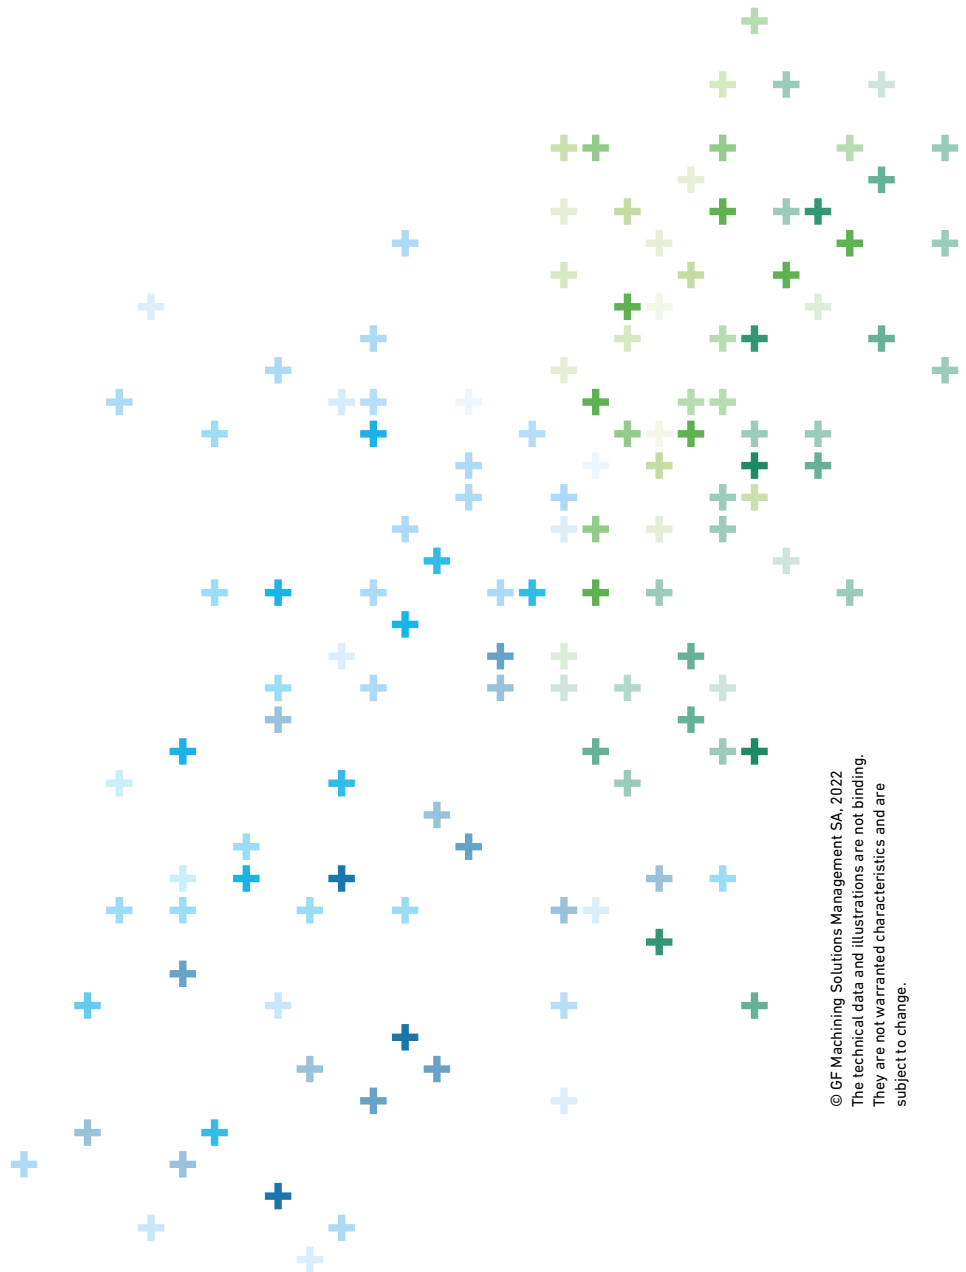 © GF Machining Solutions Management SA, 2022
The technical data and illustrations are not binding.
They are not warranted characteristics and are
subject to change.